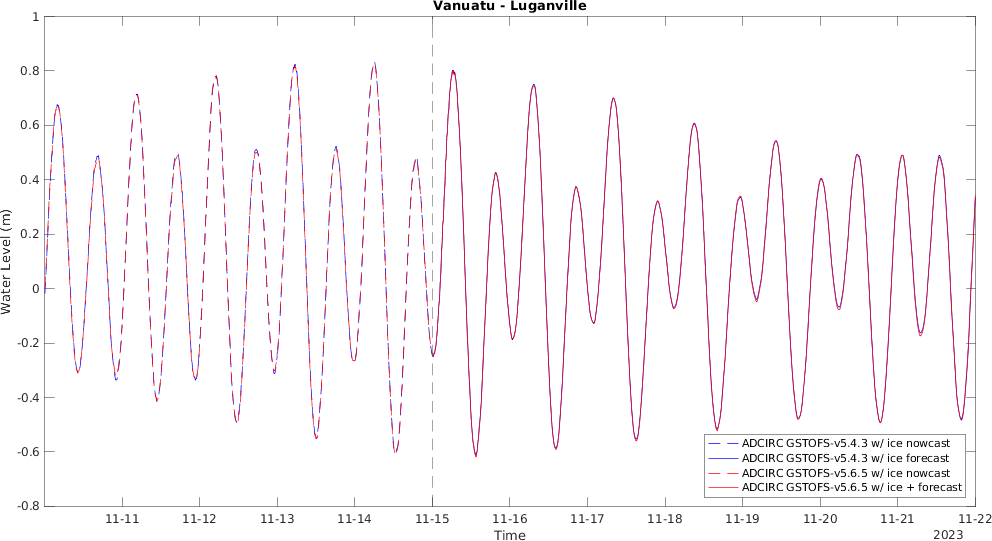 Vanuatu - Luganville
1
0.8
0.6
0.4
0.2
0
-0.2
-0.4
-0.6
-0.8
Water Level (m)
ADCIRC GSTOFS-v5.4.3 w/ ice nowcast
ADCIRC GSTOFS-v5.4.3 w/ ice forecast
ADCIRC GSTOFS-v5.6.5 w/ ice nowcast
ADCIRC GSTOFS-v5.6.5 w/ ice + forecast
11-11 11-12 11-13 11-14 11-15 11-16 11-17 11-18 11-19 11-20 11-21 11-22
Time
2023